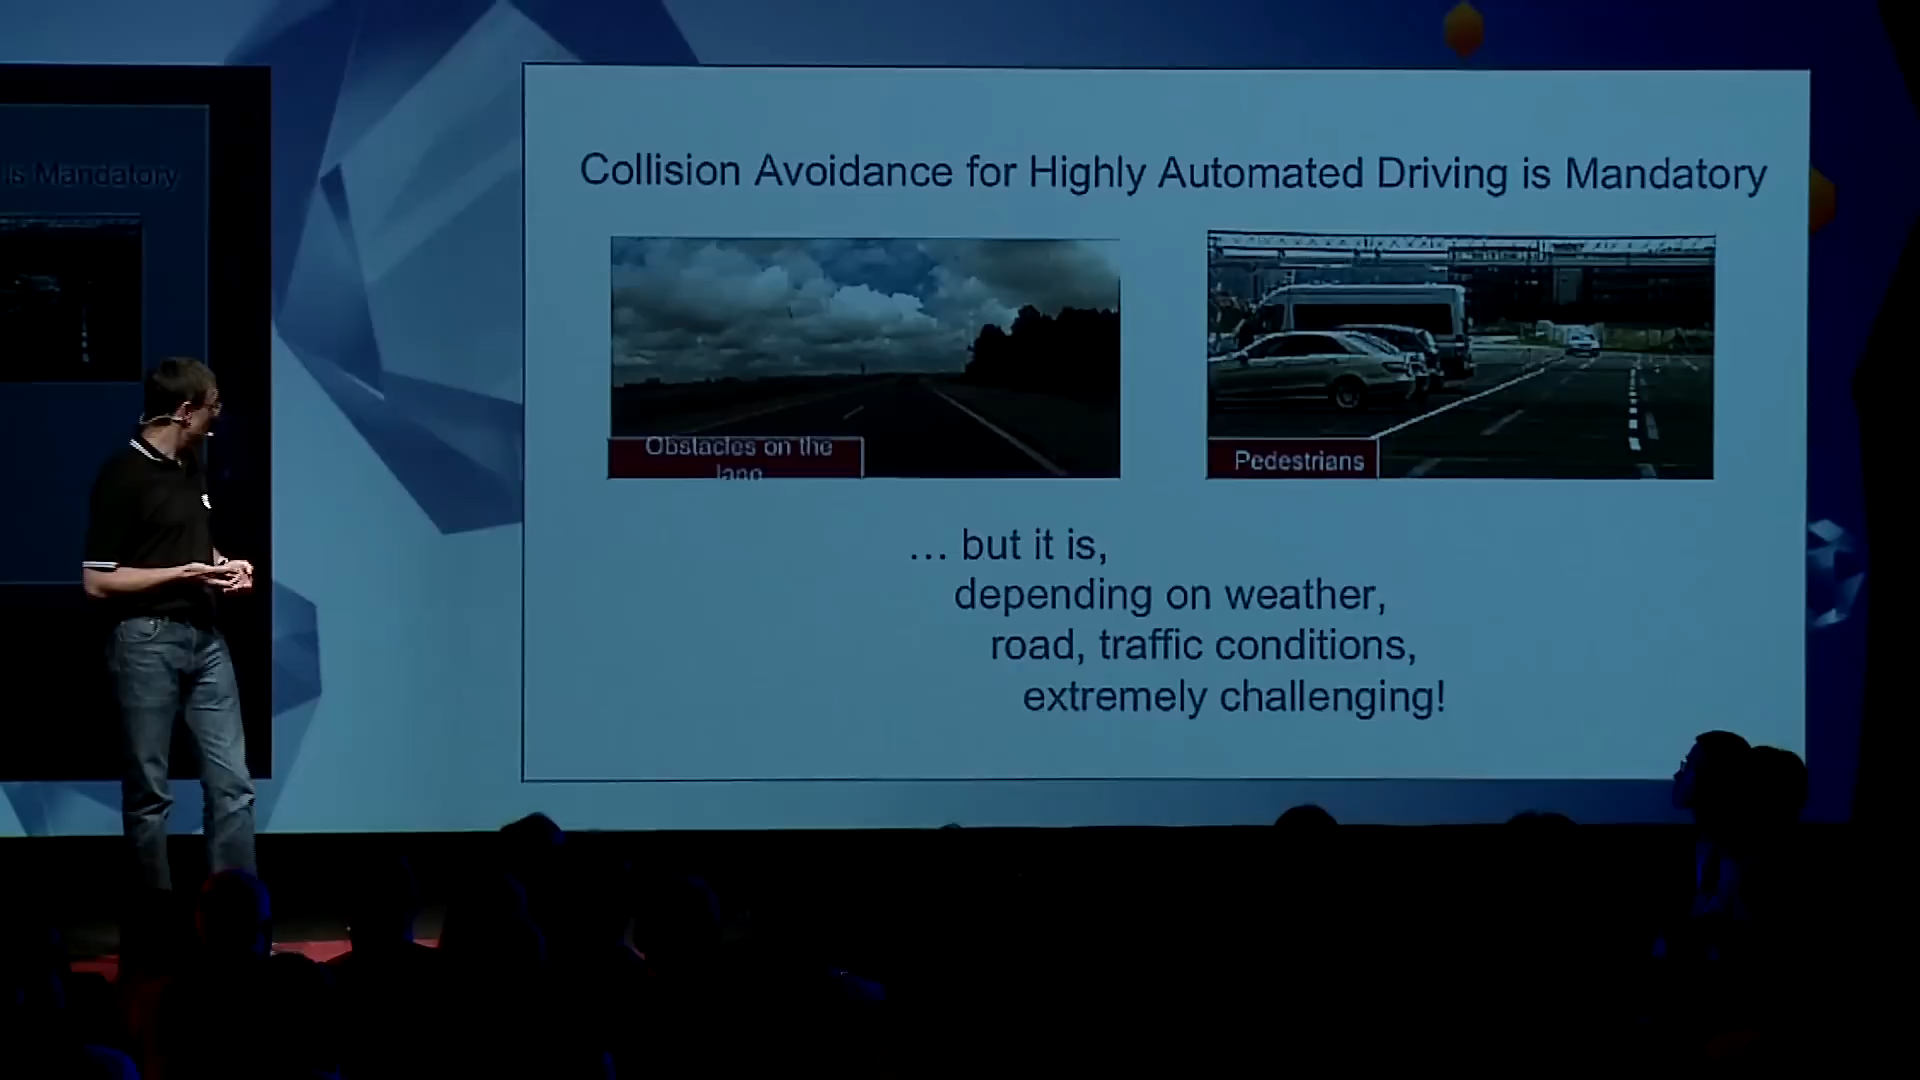 is Mandatory
Collision Avoidance for Highly Automated Driving is Mandatory
Obstacles on the
lane
Pedestrians
... but it is,
depending on weather,
road, traffic conditions,
extremely challenging!